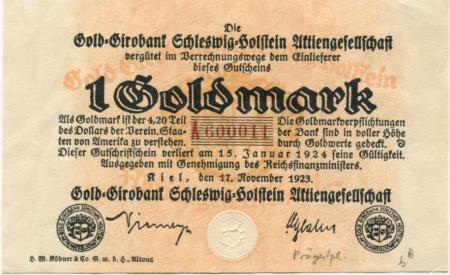 Die
Gold-Girobank Schleswig-Holstein Aktiengesellschaft
vergütet im Verrechnungswege dem Einlieferer
dieses Gutscheins
1 Goldmark
Als Goldmark ist der 4,20 Teil
des Dollars der Verein. Staa-
ten von Amerika zu verstehen.
A600011
Die Goldmarkverpflichtungen
der Bank sind in voller Höhe
durch Goldwerte gedeckt.
Dieser Gutschriftschein verliert am 15. Januar 1924 seine Gültigkeit.
Ausgegeben mit Genehmigung des Reichsfinanzministers.
Kiel, den 17. November 1923.
Gold-Girobank Schleswig-Holstein Aktiengesellschaft
H. W. Köbner & Co. G. m. b. H., Altona
Prägestpl.